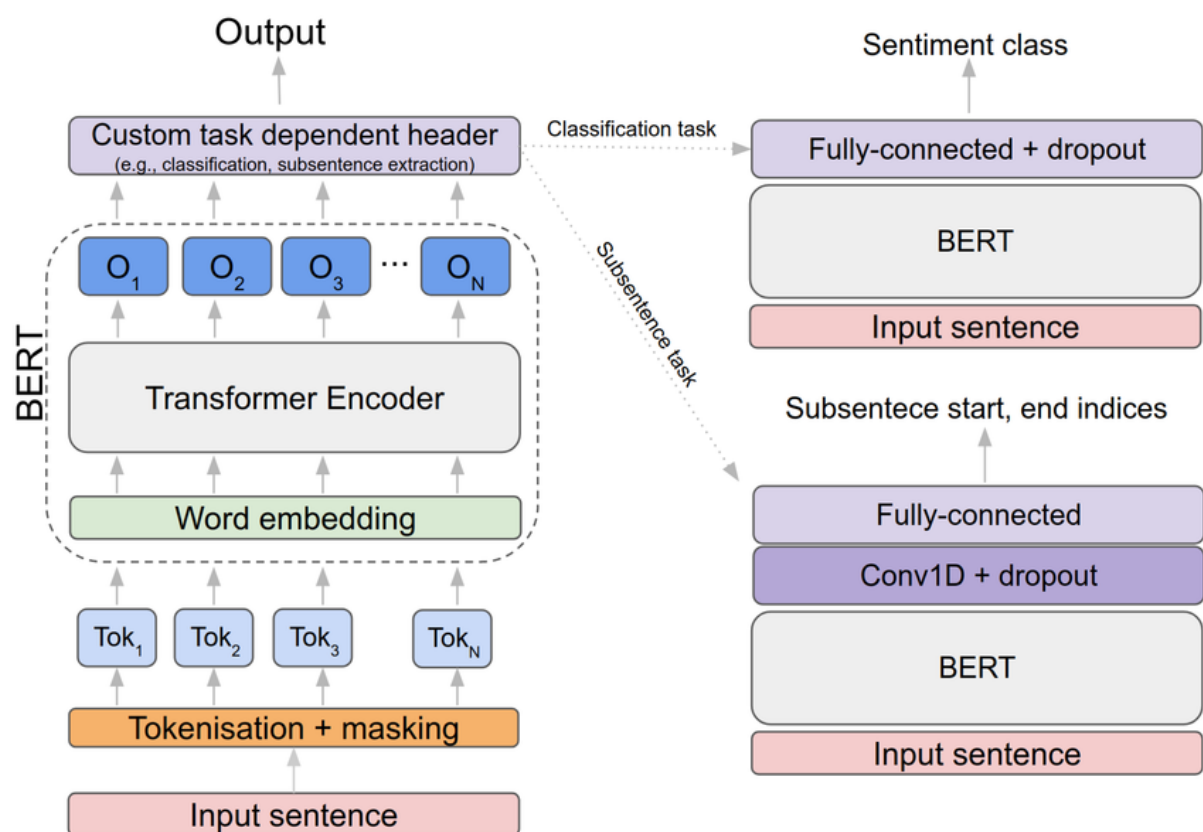 Output
Custom task dependent header
(e.g., classification, subsentence extraction)
O1 O2 O3 ... ON
BERT
Transformer Encoder
Word embedding
Tok1 Tok2 Tok3 TokN
Tokenisation + masking
Input sentence
Classification task
Subsentence task
Sentiment class
Fully-connected + dropout
BERT
Input sentence
Subsentece start, end indices
Fully-connected
Conv1D + dropout
BERT
Input sentence